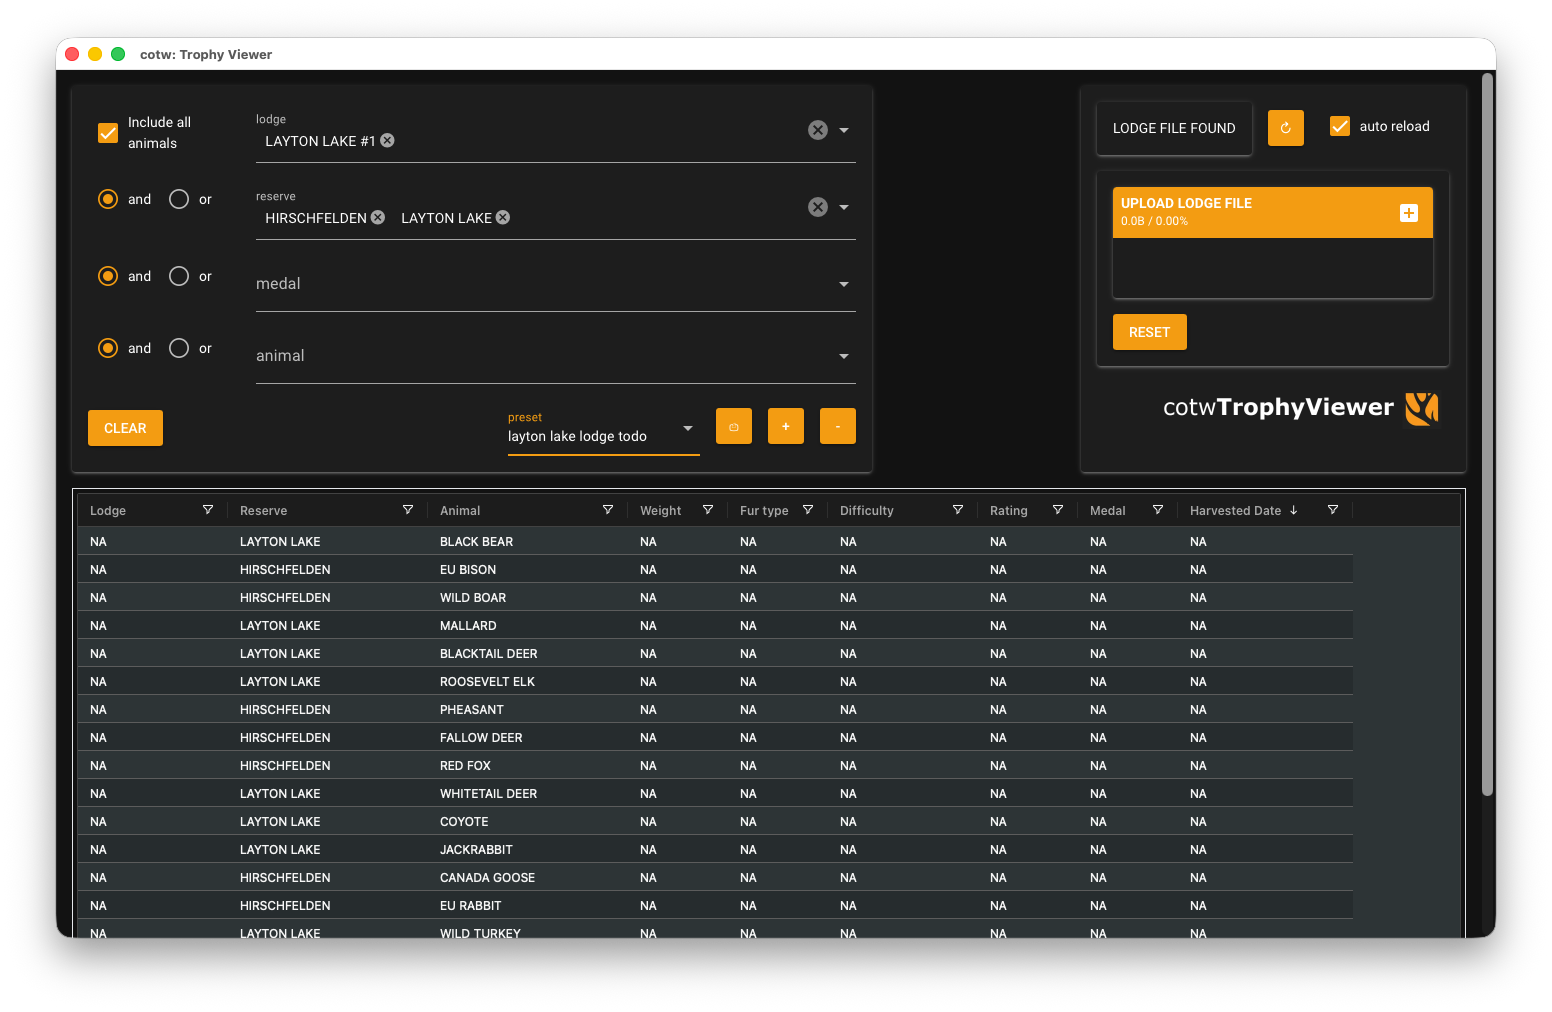 cotw: Trophy Viewer
Include all
animals
lodge
LAYTON LAKE #1
and or
reserve
HIRSCHFELDEN LAYTON LAKE
and or
medal
and or
animal
CLEAR
preset
layton lake lodge todo
+
-
LODGE FILE FOUND
auto reload
UPLOAD LODGE FILE
0.0B / 0.00%
RESET
cotwTrophyViewer
Lodge Reserve Animal Weight Fur type Difficulty Rating Medal Harvested Date
NA LAYTON LAKE BLACK BEAR NA NA NA NA NA NA
NA HIRSCHFELDEN EU BISON NA NA NA NA NA NA
NA HIRSCHFELDEN WILD BOAR NA NA NA NA NA NA
NA LAYTON LAKE MALLARD NA NA NA NA NA NA
NA LAYTON LAKE BLACKTAIL DEER NA NA NA NA NA NA
NA LAYTON LAKE ROOSEVELT ELK NA NA NA NA NA NA
NA HIRSCHFELDEN PHEASANT NA NA NA NA NA NA
NA HIRSCHFELDEN FALLOW DEER NA NA NA NA NA NA
NA HIRSCHFELDEN RED FOX NA NA NA NA NA NA
NA LAYTON LAKE WHITETAIL DEER NA NA NA NA NA NA
NA LAYTON LAKE COYOTE NA NA NA NA NA NA
NA LAYTON LAKE JACKRABBIT NA NA NA NA NA NA
NA HIRSCHFELDEN CANADA GOOSE NA NA NA NA NA NA
NA HIRSCHFELDEN EU RABBIT NA NA NA NA NA NA
NA LAYTON LAKE WILD TURKEY NA NA NA NA NA NA